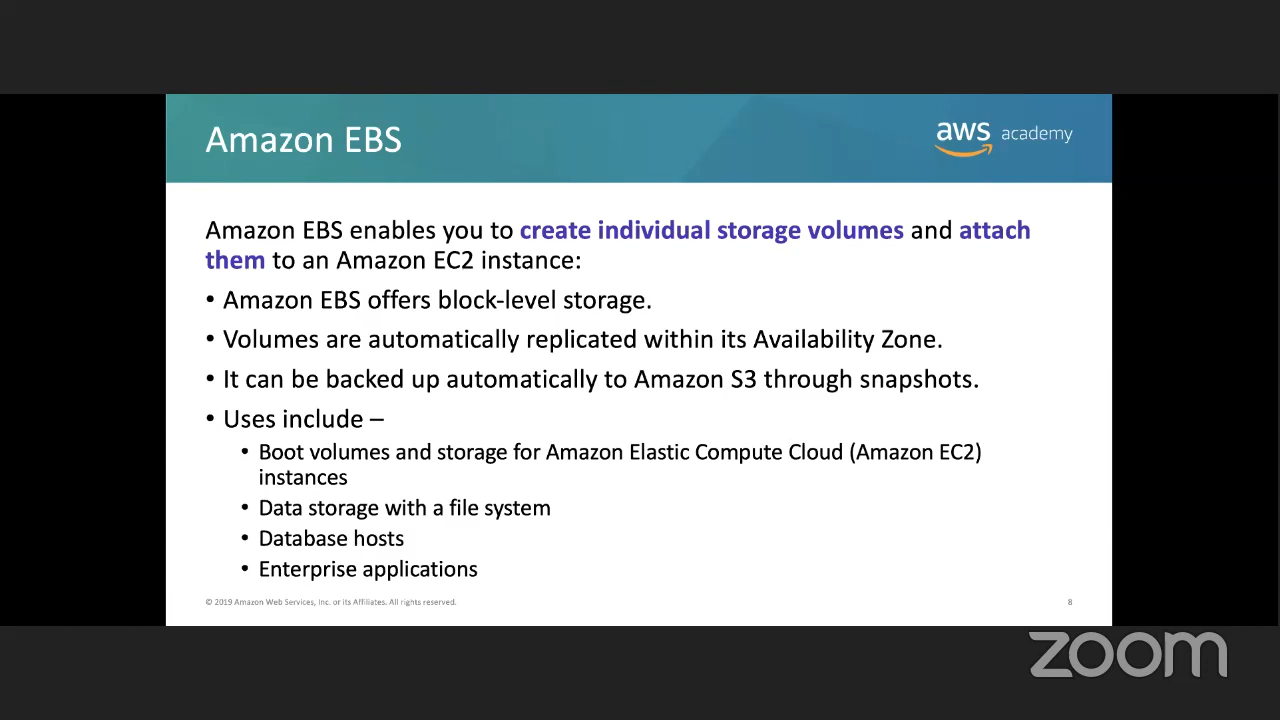 Amazon EBS
aws academy
Amazon EBS enables you to create individual storage volumes and attach
them to an Amazon EC2 instance:
• Amazon EBS offers block-level storage.
• Volumes are automatically replicated within its Availability Zone.
• It can be backed up automatically to Amazon S3 through snapshots.
• Uses include –
• Boot volumes and storage for Amazon Elastic Compute Cloud (Amazon EC2)
instances
• Data storage with a file system
• Database hosts
• Enterprise applications
© 2019 Amazon Web Services, Inc. or its Affiliates. All rights reserved.
8
zoom